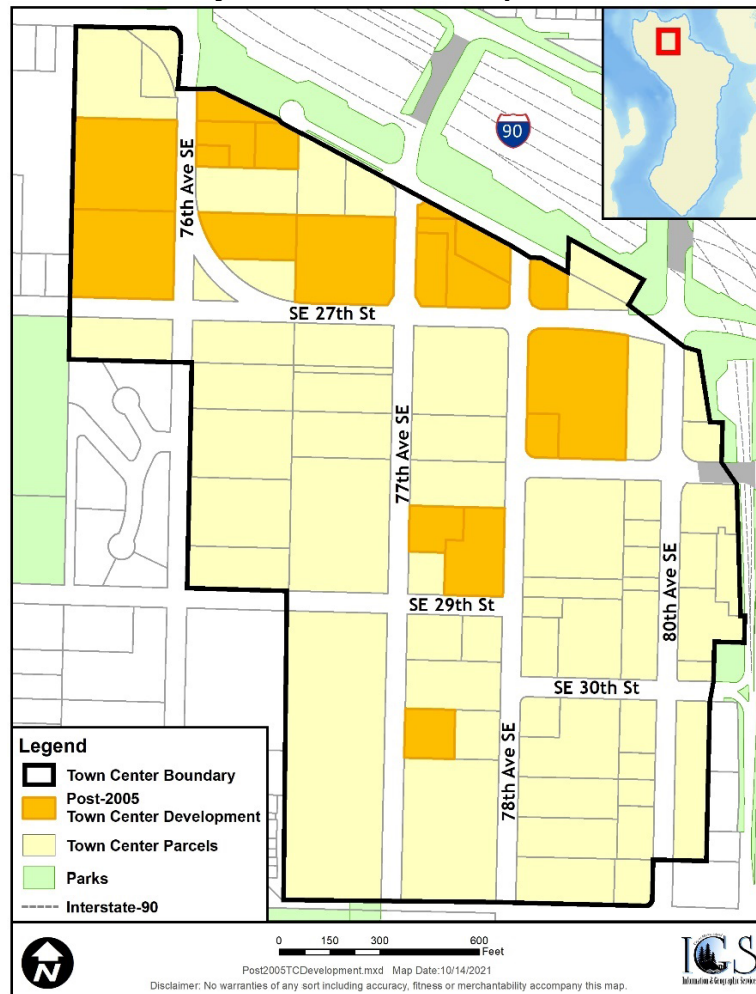 90
76th Ave SE
SE 27th St
77th Ave SE
SE 29th St
80th Ave SE
SE 30th St
78th Ave SE
Legend
Town Center Boundary
Post-2005
Town Center Development
Town Center Parcels
Parks
Interstate-90
N
0 150 300 600
Feet
Post2005TCDevelopment.mxd Map Date:10/14/2021
Disclaimer: No warranties of any sort including accuracy, fitness or merchantability accompany this map.
IGS
Information & Geographic Services